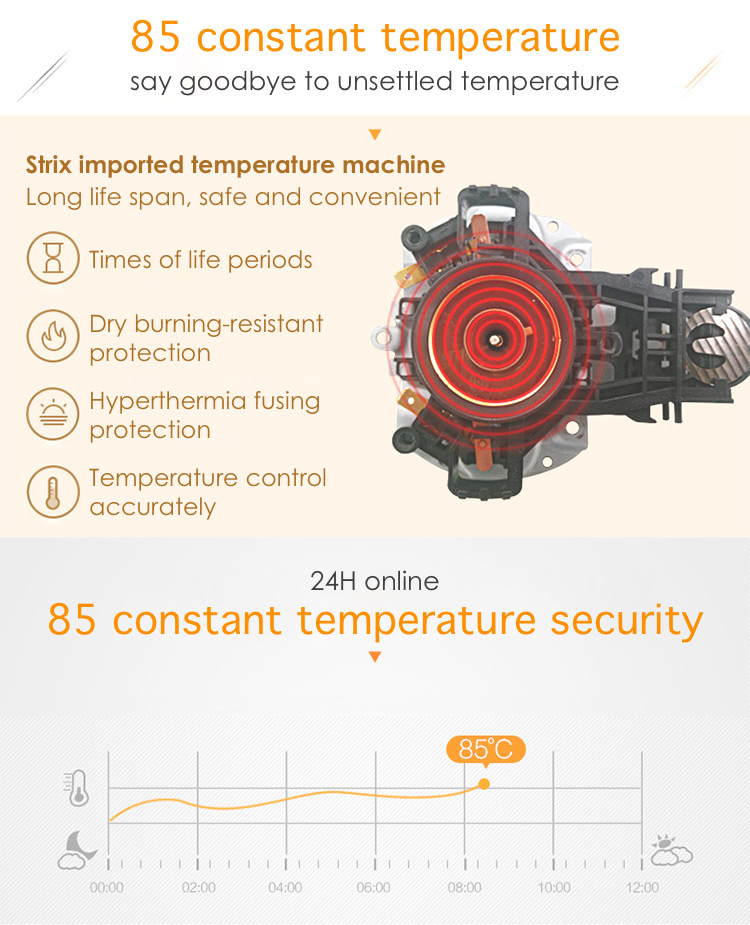 85 constant temperature
say goodbye to unsettled temperature
Strix imported temperature machine
Long life span, safe and convenient
Times of life periods
Dry burning-resistant
protection
Hyperthermia fusing
protection
Temperature control
accurately
24H online
85 constant temperature security
85°C
00:00 02:00 04:00 06:00 08:00 10:00 12:00